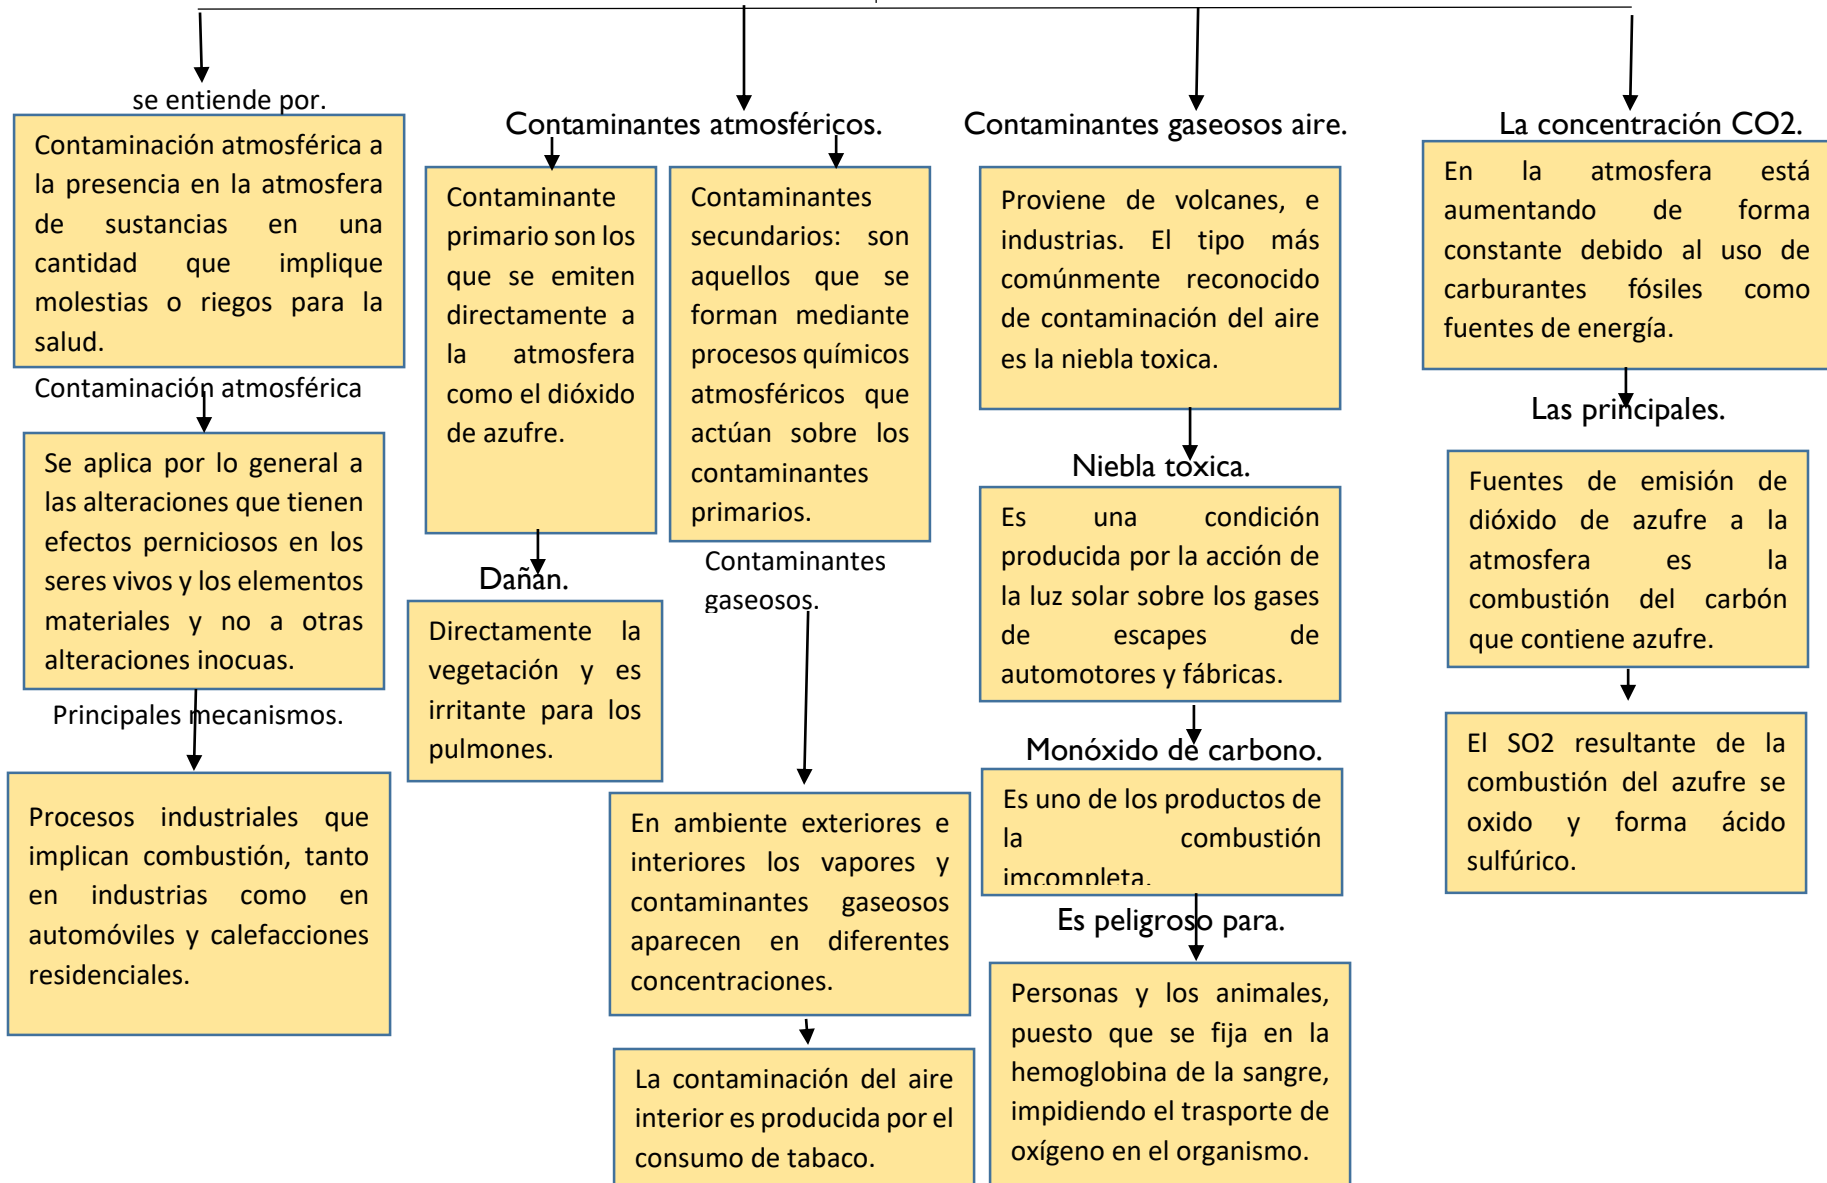 se entiende por.
Contaminación atmosférica a
la presencia en la atmosfera
de sustancias en una
cantidad que implique
molestias o riegos para la
salud.
Contaminación atmosférica
Se aplica por lo general a
las alteraciones que tienen
efectos perniciosos en los
seres vivos y los elementos
materiales y no a otras
alteraciones inocuas.
Principales mecanismos.
Procesos industriales que
implican combustión, tanto
en industrias como en
automóviles y calefacciones
residenciales.
Contaminantes atmosféricos.
Contaminante
primario son los
que se emiten
directamente a
la atmosfera
como el dióxido
de azufre.
Dañan.
Directamente la
vegetación y es
irritante para los
pulmones.
Contaminantes
secundarios: son
aquellos que se
forman mediante
procesos químicos
atmosféricos que
actúan sobre los
contaminantes
primarios.
Contaminantes
gaseosos.
En ambiente exteriores e
interiores los vapores y
contaminantes gaseosos
aparecen en diferentes
concentraciones.
La contaminación del aire
interior es producida por el
consumo de tabaco.
Contaminantes gaseosos aire.
Proviene de volcanes, e
industrias. El tipo más
comúnmente reconocido
de contaminación del aire
es la niebla toxica.
Niebla toxica.
Es una condición
producida por la acción de
la luz solar sobre los gases
de escapes de
automotores y fábricas.
Monóxido de carbono.
Es uno de los productos de
la combustión
imcompleta.
Es peligroso para.
Personas y los animales,
puesto que se fija en la
hemoglobina de la sangre,
impidiendo el trasporte de
oxígeno en el organismo.
La concentración CO2.
En la atmosfera está
aumentando de forma
constante debido al uso de
carburantes fósiles como
fuentes de energía.
Las principales.
Fuentes de emisión de
dióxido de azufre a la
atmosfera es la
combustión del carbón
que contiene azufre.
El SO2 resultante de la
combustión del azufre se
oxido y forma ácido
sulfúrico.